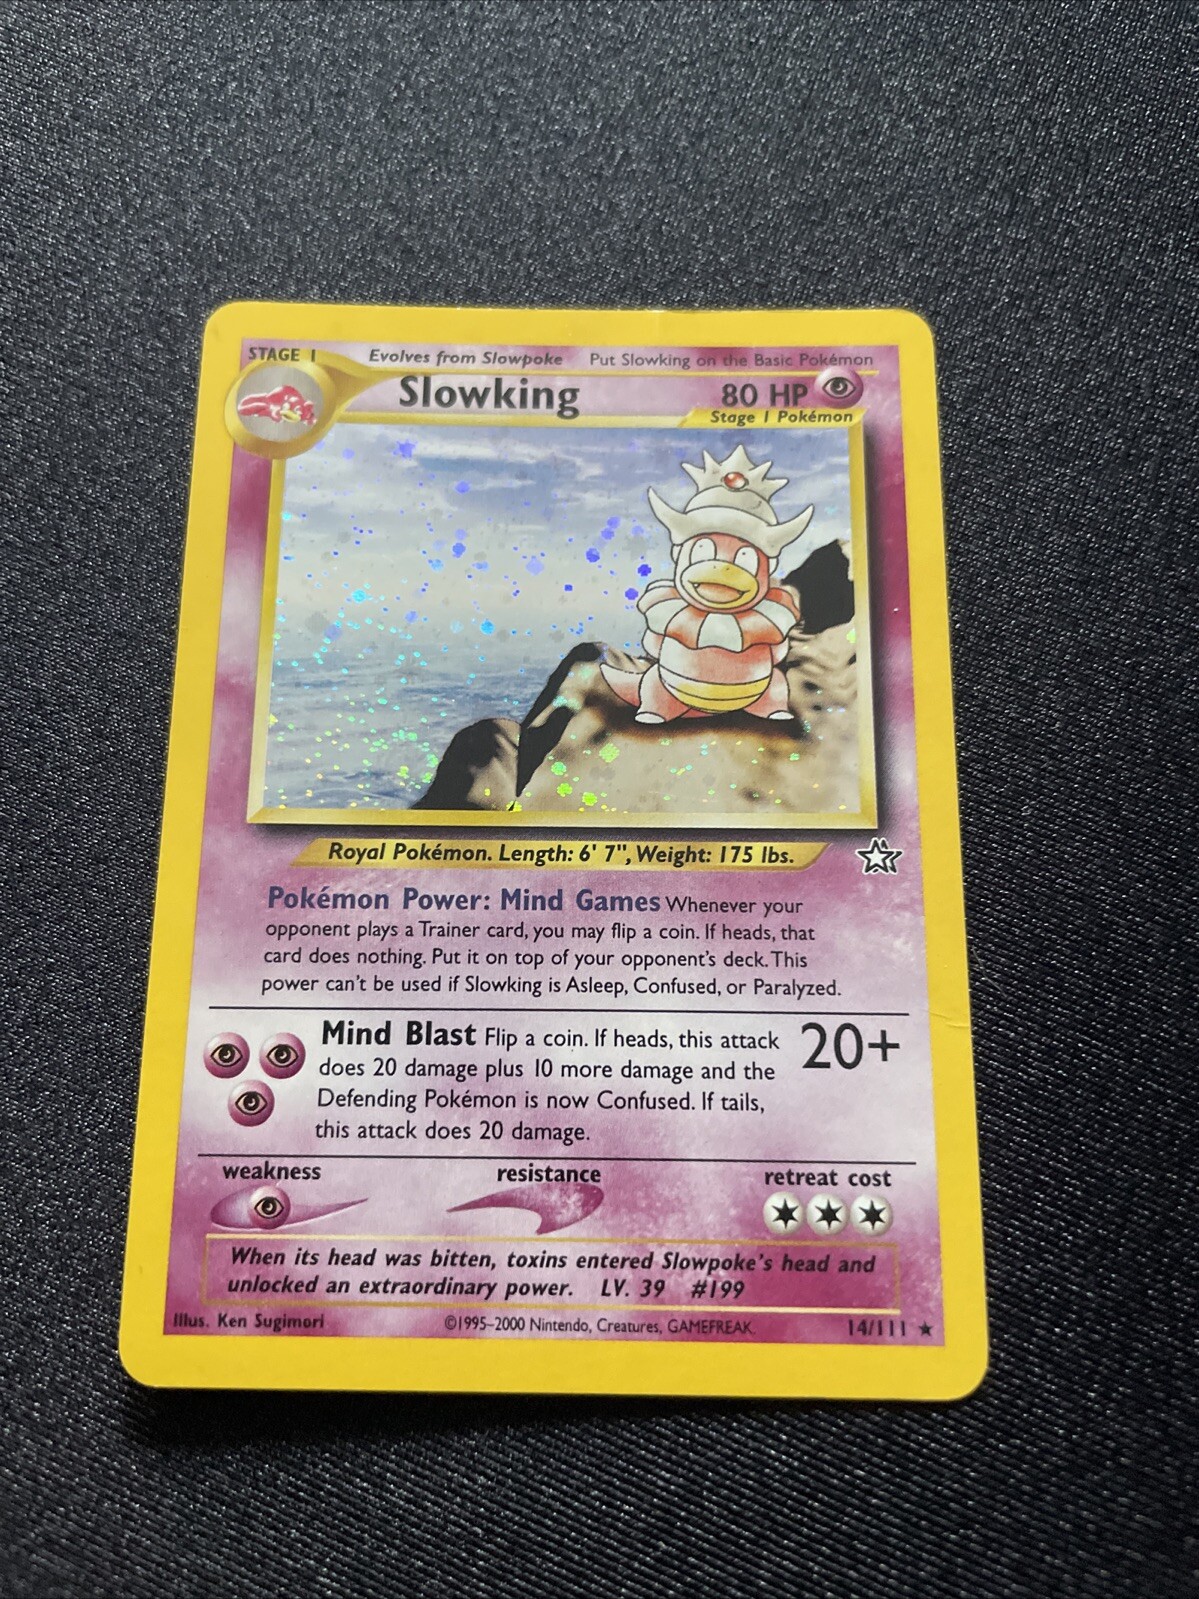 STAGE 1 Evolves from Slowpoke Put Slowking on the Basic Pokémon
Slowking 80 HP
Stage 1 Pokémon
Royal Pokémon. Length: 6' 7", Weight: 175 lbs.
Pokémon Power: Mind Games Whenever your
opponent plays a Trainer card, you may flip a coin. If heads, that
card does nothing. Put it on top of your opponent's deck. This
power can't be used if Slowking is Asleep, Confused, or Paralyzed.
Mind Blast Flip a coin. If heads, this attack 20+
does 20 damage plus 10 more damage and the
Defending Pokémon is now Confused. If tails,
this attack does 20 damage.
weakness resistance retreat cost
When its head was bitten, toxins entered Slowpoke's head and
unlocked an extraordinary power. LV. 39 #199
Illus. Ken Sugimori ©1995–2000 Nintendo, Creatures, GAMEFREAK. 14/111 ★